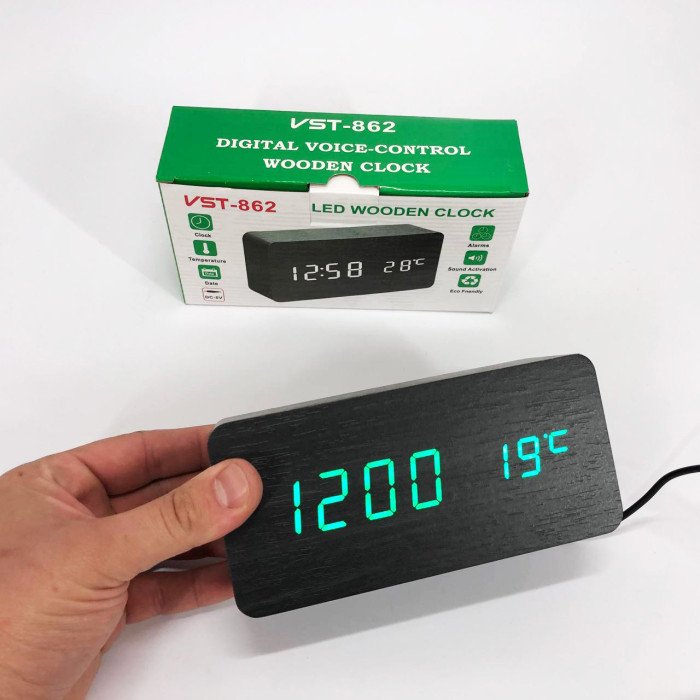 VST-862
DIGITAL VOICE-CONTROL
WOODEN CLOCK
VST-862
LED WOODEN CLOCK
Clock
Temperature
Date
DC-5V
12:58 28°C
Alarms
Sound Activation
Eco Friendly
1200 19°C